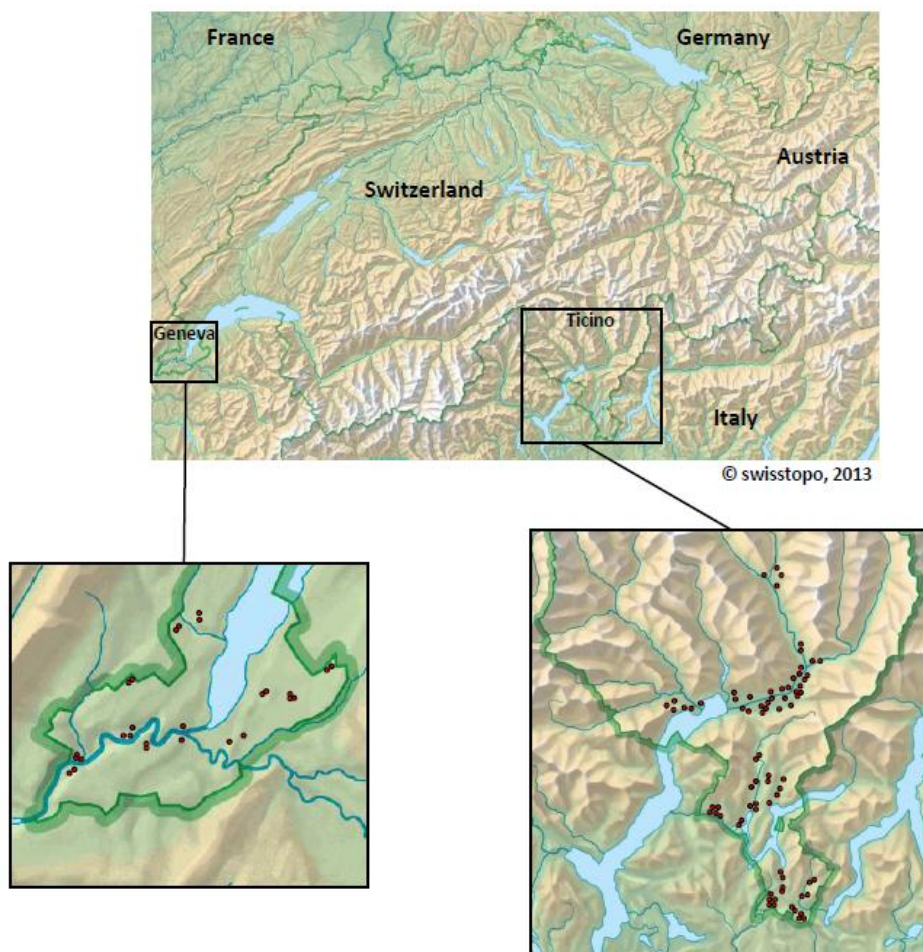 France
Germany
Austria
Switzerland
Geneva
Ticino
Italy
© swisstopo, 2013